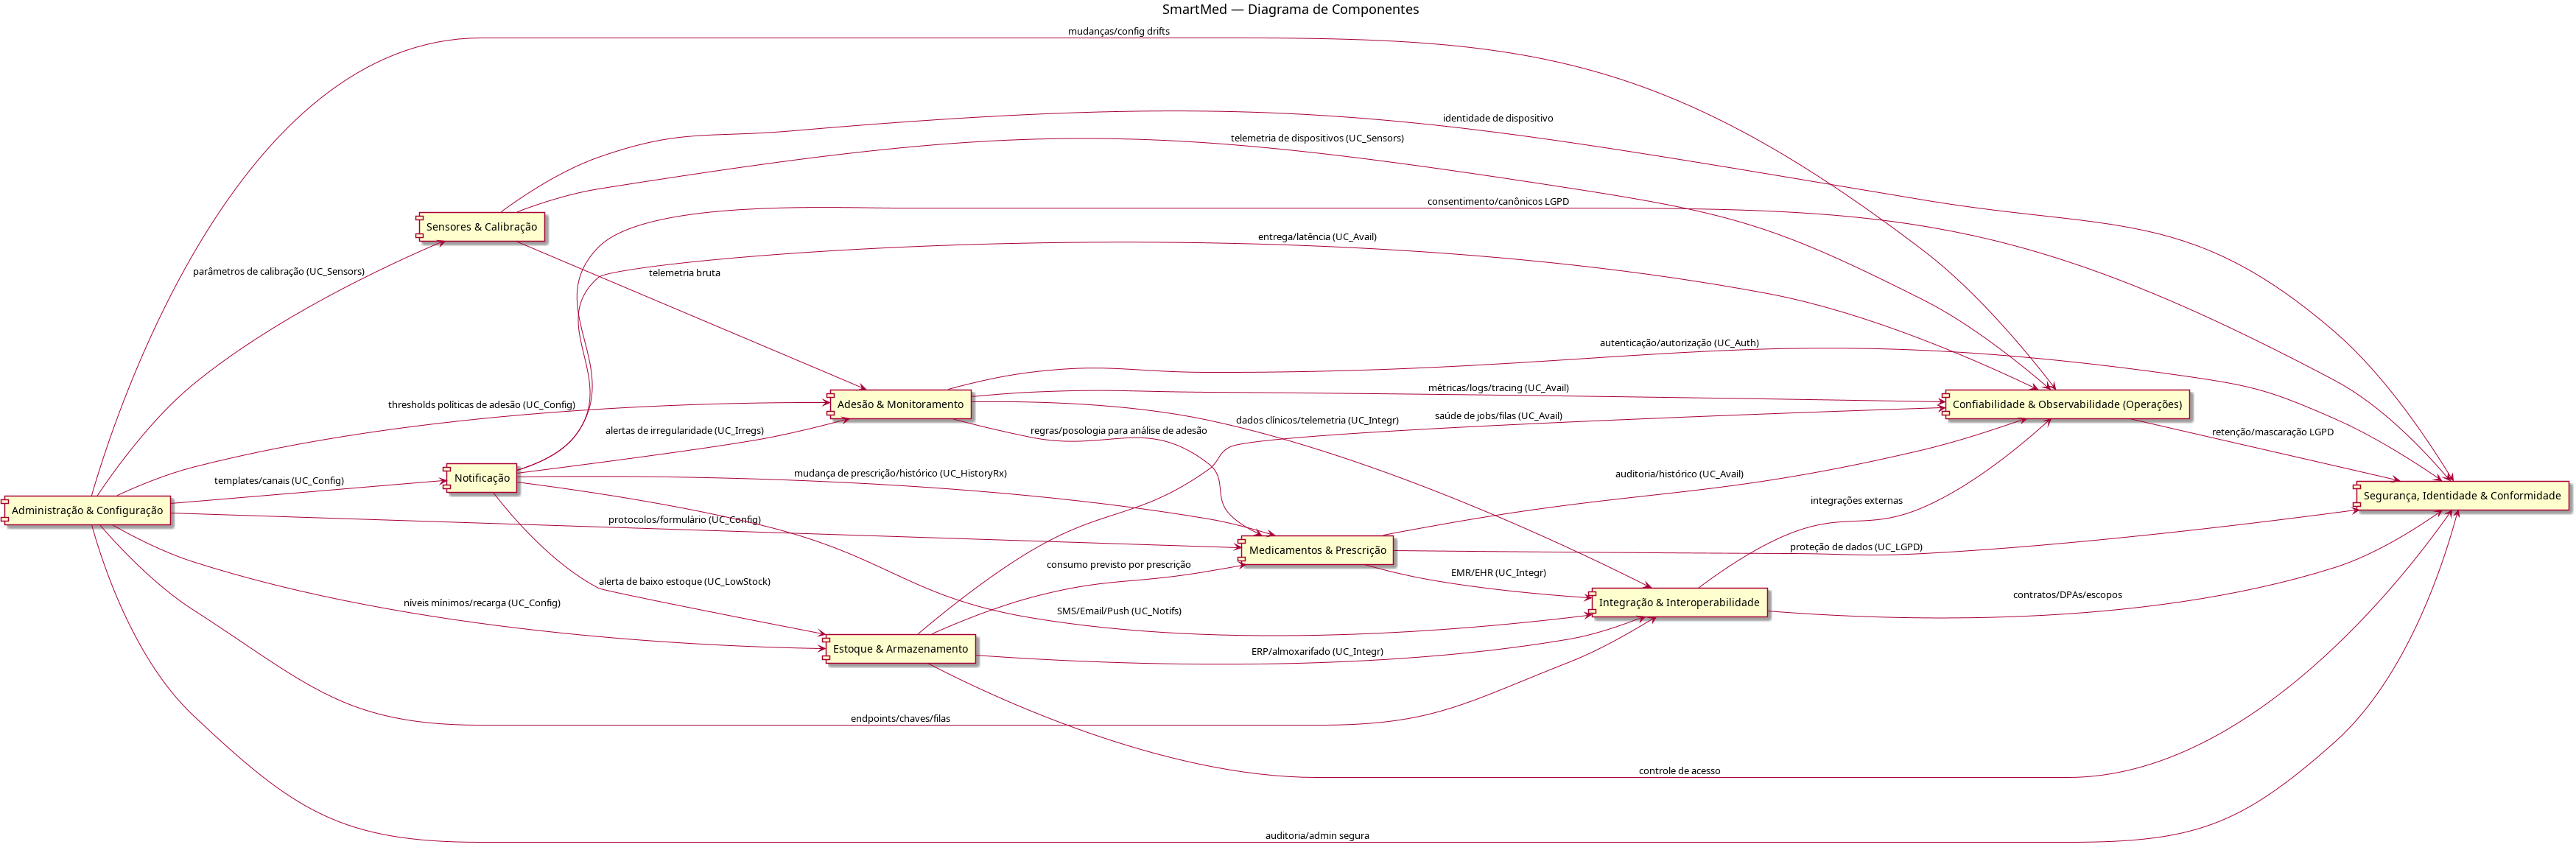 SmartMed — Diagrama de Componentes
mudanças/config drifts
identidade de dispositivo
telemetria de dispositivos (UC_Sensors)
consentimento/canônicos LGPD
Sensores & Calibração
entrega/latência (UC_Avail)
parâmetros de calibração (UC_Sensors)
telemetria bruta
autenticação/autorização (UC_Auth)
métricas/logs/tracing (UC_Avail)
Adesão & Monitoramento
Confiabilidade & Observabilidade (Operações)
thresholds políticas de adesão (UC_Config)
saúde de jobs/filas (UC_Avail)
dados clínicos/telemetria (UC_Integr)
alertas de irregularidade (UC_Irregs)
regras/posologia para análise de adesão
retenção/mascaração LGPD
mudança de prescrição/histórico (UC_HistoryRx)
auditoria/histórico (UC_Avail)
Notificação
templates/canais (UC_Config)
Segurança, Identidade & Conformidade
integrações externas
Administração & Configuração
protocolos/formulário (UC_Config)
proteção de dados (UC_LGPD)
Medicamentos & Prescrição
consumo previsto por prescrição
EMR/EHR (UC_Integr)
alerta de baixo estoque (UC_LowStock)
contratos/DPAs/escopos
níveis mínimos/recarga (UC_Config)
Integração & Interoperabilidade
SMS/Email/Push (UC_Notifs)
Estoque & Armazenamento
ERP/almoxarifado (UC_Integr)
endpoints/chaves/filas
controle de acesso
auditoria/admin segura